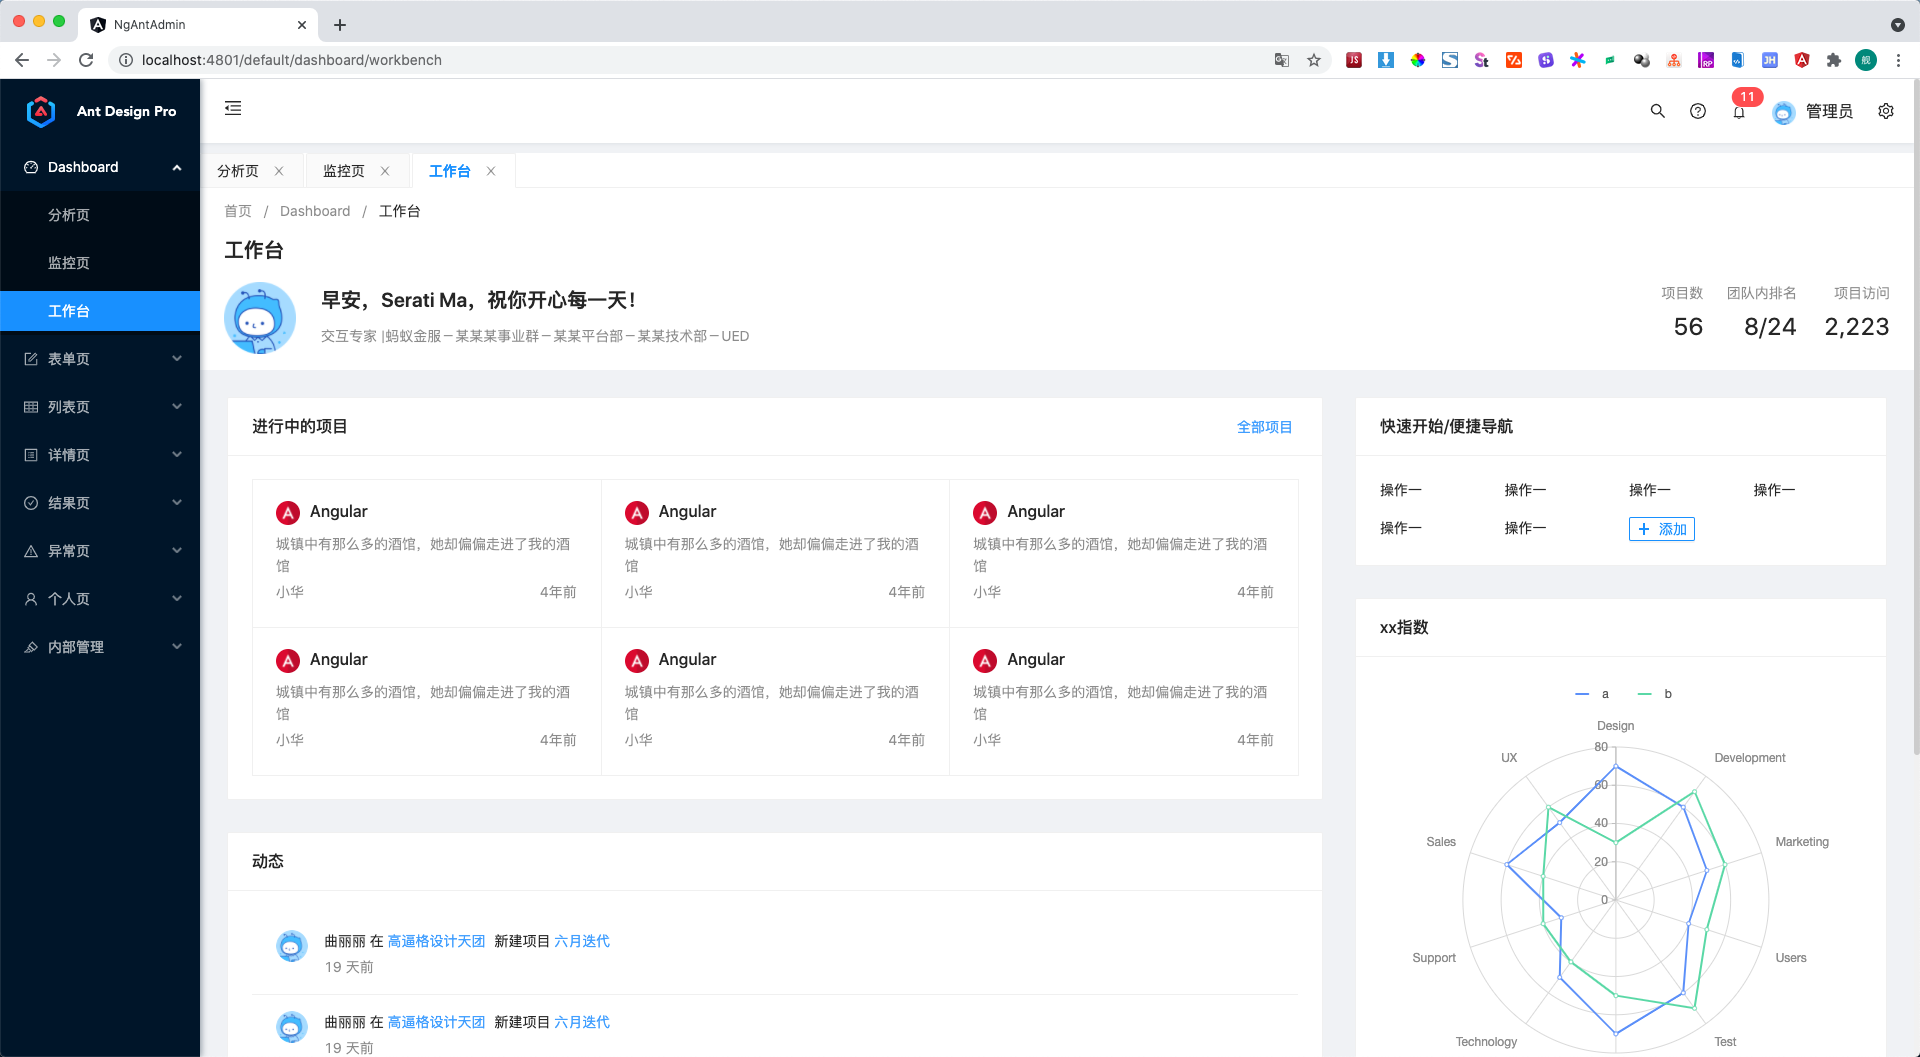 NgAntAdmin
localhost:4801/default/dashboard/workbench
Ant Design Pro
Dashboard
分析页
监控页
工作台
表单页
列表页
详情页
结果页
异常页
个人页
内部管理
11
管理员
分析页
监控页
工作台
首页 / Dashboard / 工作台
工作台
早安，Serati Ma，祝你开心每一天！
交互专家 |蚂蚁金服－某某某事业群－某某平台部－某某技术部－UED
项目数
56
团队内排名
8/24
项目访问
2,223
进行中的项目
全部项目
Angular
城镇中有那么多的酒馆，她却偏偏走进了我的酒
馆
小华 4年前
Angular
城镇中有那么多的酒馆，她却偏偏走进了我的酒
馆
小华 4年前
Angular
城镇中有那么多的酒馆，她却偏偏走进了我的酒
馆
小华 4年前
Angular
城镇中有那么多的酒馆，她却偏偏走进了我的酒
馆
小华 4年前
Angular
城镇中有那么多的酒馆，她却偏偏走进了我的酒
馆
小华 4年前
Angular
城镇中有那么多的酒馆，她却偏偏走进了我的酒
馆
小华 4年前
动态
曲丽丽 在 高逼格设计天团 新建项目 六月迭代
19 天前
曲丽丽 在 高逼格设计天团 新建项目 六月迭代
19 天前
快速开始/便捷导航
操作一 操作一 操作一 操作一
操作一 操作一 + 添加
xx指数
a b
Design
Development
Marketing
Users
Test
Technology
Support
Sales
UX
80
60
40
20
0